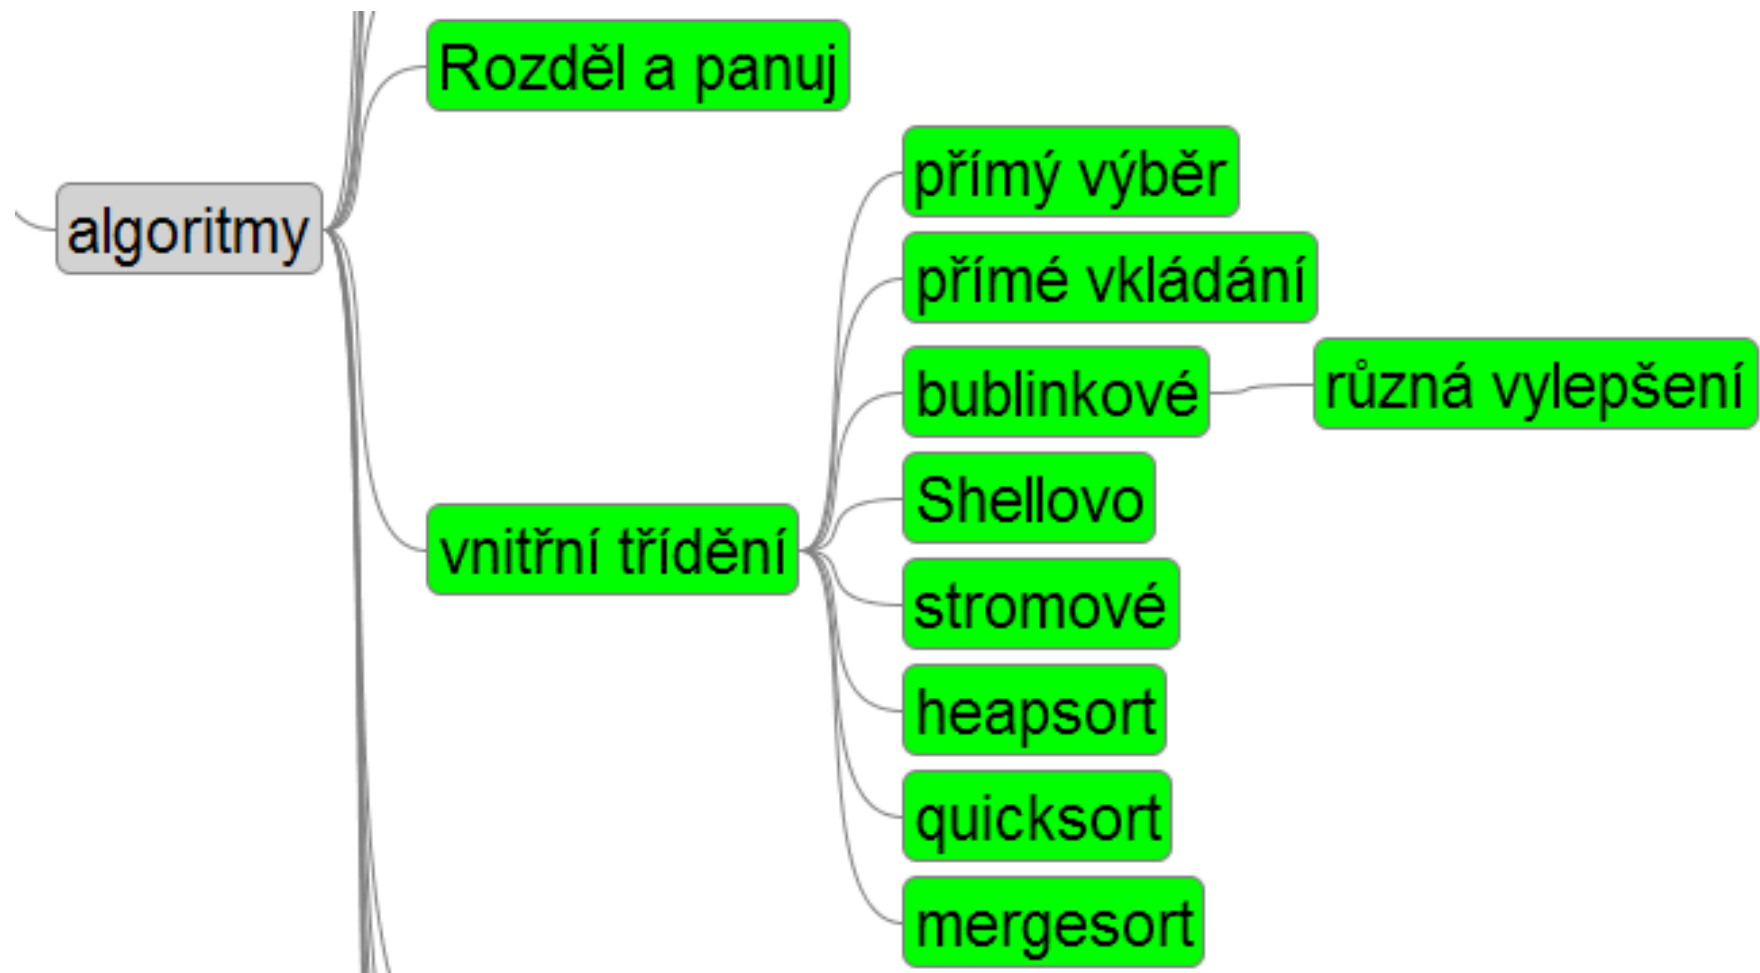 Rozděl a panuj
přímý výběr
algoritmy
přímé vkládání
bublinkové
různá vylepšení
Shellovo
vnitřní třídění
stromové
heapsort
quicksort
mergesort